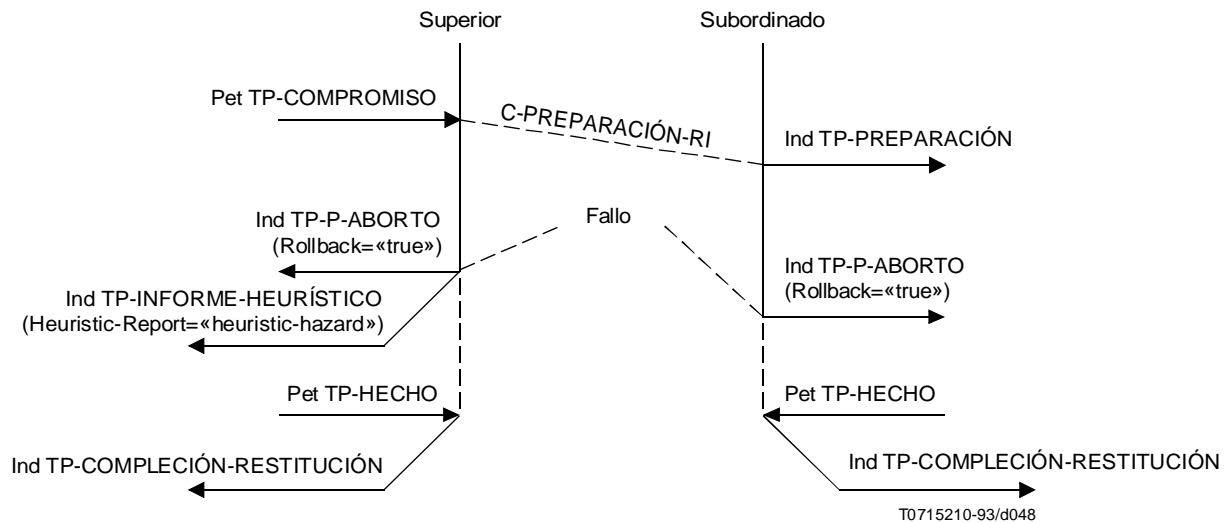 Superior
Subordinado
Pet TP-COMPROMISO
C-PREPARACIÓN-RI
Ind TP-PREPARACIÓN
Fallo
Ind TP-P-ABORTO
(Rollback=«true»)
Ind TP-P-ABORTO
(Rollback=«true»)
Ind TP-INFORME-HEURÍSTICO
(Heuristic-Report=«heuristic-hazard»)
Pet TP-HECHO
Pet TP-HECHO
Ind TP-COMPLECIÓN-RESTITUCIÓN
Ind TP-COMPLECIÓN-RESTITUCIÓN
T0715210-93/d048